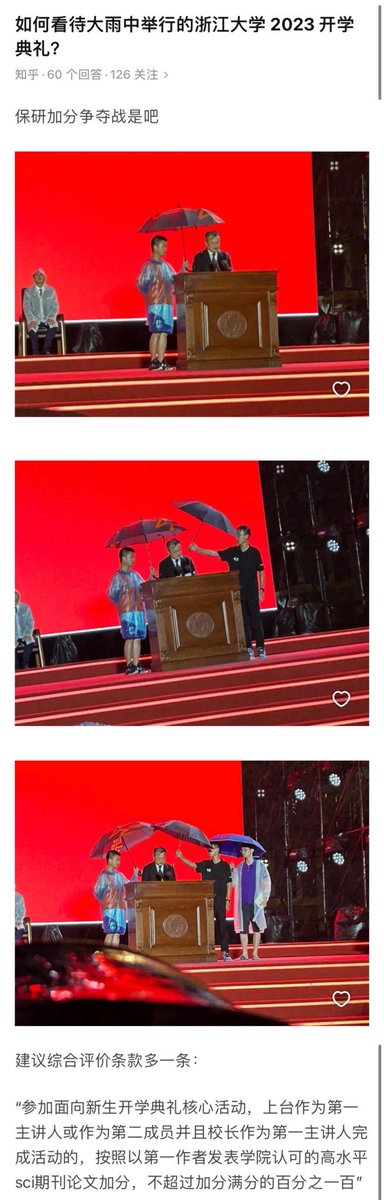 如何看待大雨中举行的浙江大学 2023 开学
典礼？
知乎 · 60 个回答 · 126 关注 >
保研加分争夺战是吧
建议综合评价条款多一条：
“参加面向新生开学典礼核心活动，上台作为第一
主讲人或作为第二成员并且校长作为第一主讲人完
成活动的，按照以第一作者发表学院认可的高水平
sci期刊论文加分，不超过加分满分的百分之一百”